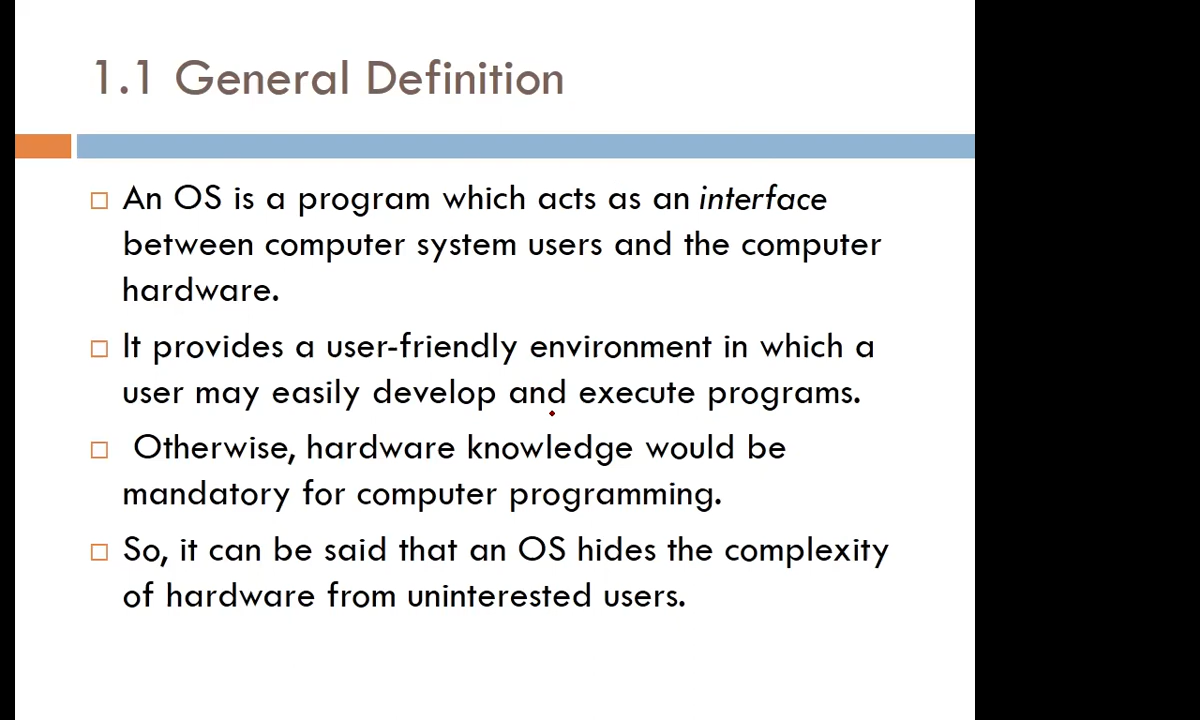 1.1 General Definition
An OS is a program which acts as an interface
between computer system users and the computer
hardware.
It provides a user-friendly environment in which a
user may easily develop and execute programs.
Otherwise, hardware knowledge would be
mandatory for computer programming.
So, it can be said that an OS hides the complexity
of hardware from uninterested users.